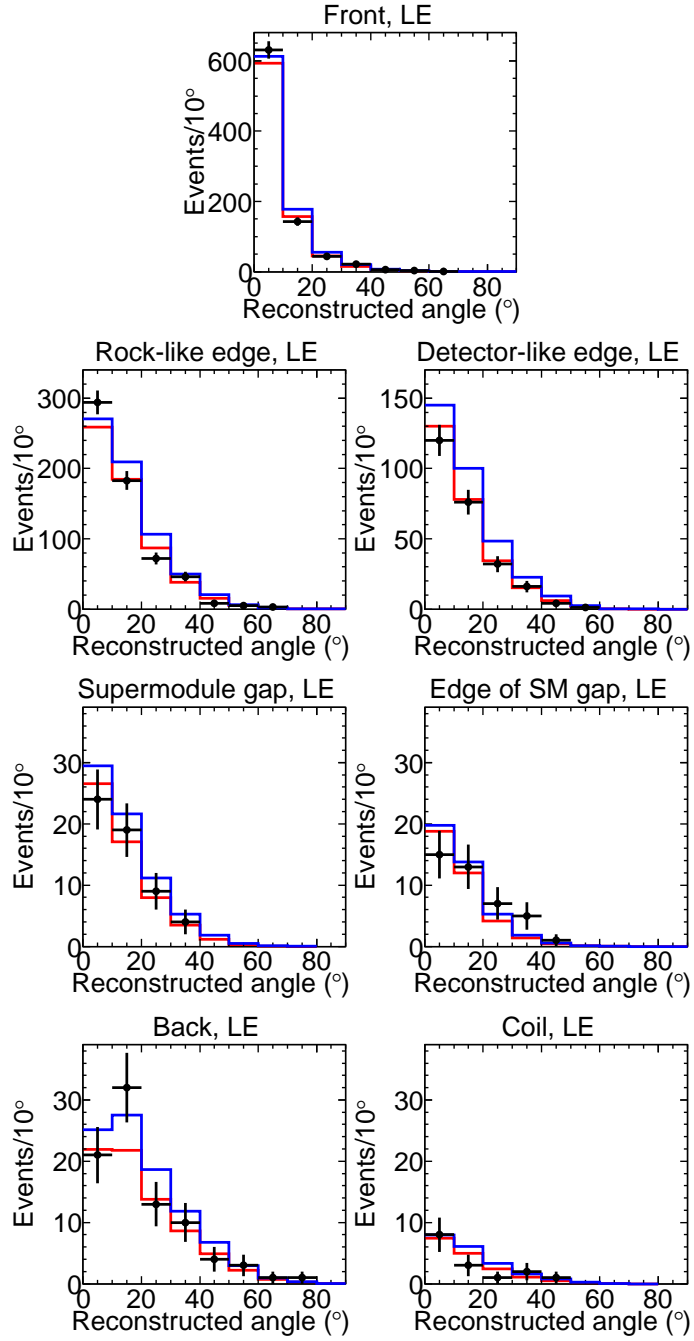 Front, LE
Events/10°
600
400
200
0
0 20 40 60 80
Reconstructed angle (°)
Rock-like edge, LE
Events/10°
300
200
100
0
0 20 40 60 80
Reconstructed angle (°)
Detector-like edge, LE
Events/10°
150
100
50
0
0 20 40 60 80
Reconstructed angle (°)
Supermodule gap, LE
Events/10°
30
20
10
0
0 20 40 60 80
Reconstructed angle (°)
Edge of SM gap, LE
Events/10°
30
20
10
0
0 20 40 60 80
Reconstructed angle (°)
Back, LE
Events/10°
30
20
10
0
0 20 40 60 80
Reconstructed angle (°)
Coil, LE
Events/10°
30
20
10
0
0 20 40 60 80
Reconstructed angle (°)